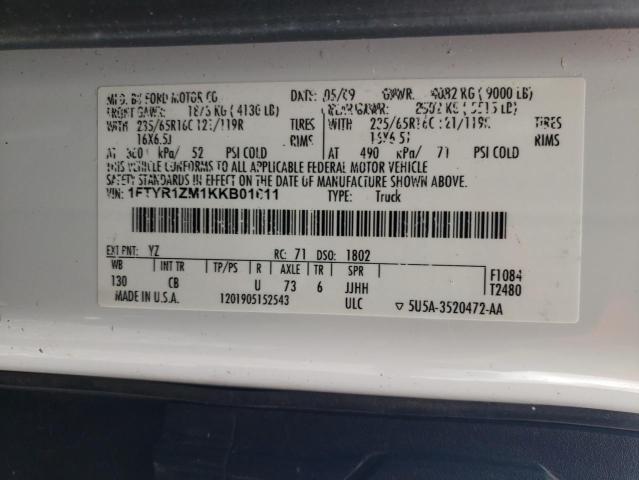 MFD. BY FORD MOTOR CO.
DATE: 05/09 GVWR. 4082 KG ( 9000 LB)
FRONT GAWR: 1873 KG ( 4130 LB) REAR GAWR: 2502 KG ( 5515 LB)
WITH 235/65R16C 121/119R TIRES WITH 235/65R16C 121/119R TIRES
16X6.5J RIMS 16X6.5J RIMS
AT 360 kPa/ 52 PSI COLD AT 490 kPa/ 71 PSI COLD
THIS VEHICLE CONFORMS TO ALL APPLICABLE FEDERAL MOTOR VEHICLE
SAFETY STANDARDS IN EFFECT ON THE DATE OF MANUFACTURE SHOWN ABOVE.
VIN: 1FTYR1ZM1KKB01611 TYPE: Truck
EXT PNT: YZ RC: 71 DSO: 1802
WB INT TR TP/PS R AXLE TR SPR F1084
130 CB U 73 6 JJHH T2480
MADE IN U.S.A. 1201905152543 ULC ▽ 5U5A-3520472-AA